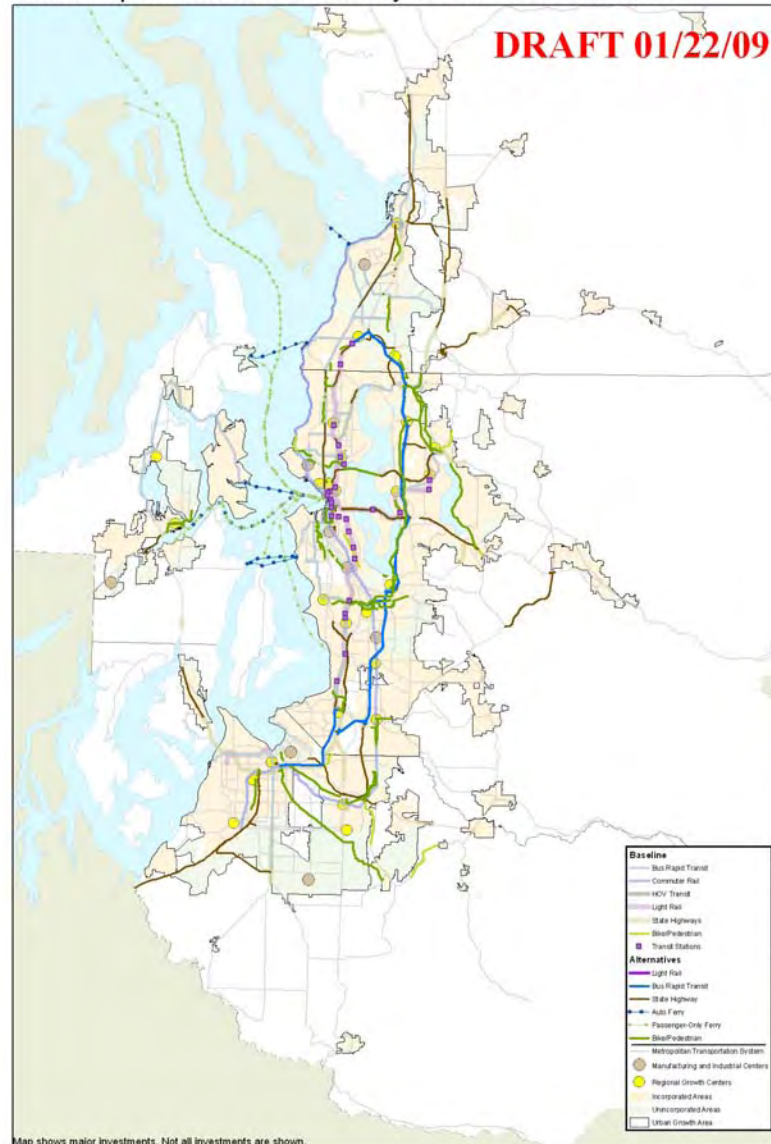 DRAFT 01/22/09
Baseline
Bus Rapid Transit
Commuter Rail
HOV Transit
Light Rail
State Highways
Bike/Pedestrian
Transit Stations
Alternatives
Light Rail
Bus Rapid Transit
State Highway
Auto Ferry
Passenger-Only Ferry
Bike/Pedestrian
Metropolitan Transportation System
Manufacturing and Industrial Centers
Regional Growth Centers
Incorporated Areas
Unincorporated Areas
Urban Growth Area
Map shows major investments. Not all investments are shown.